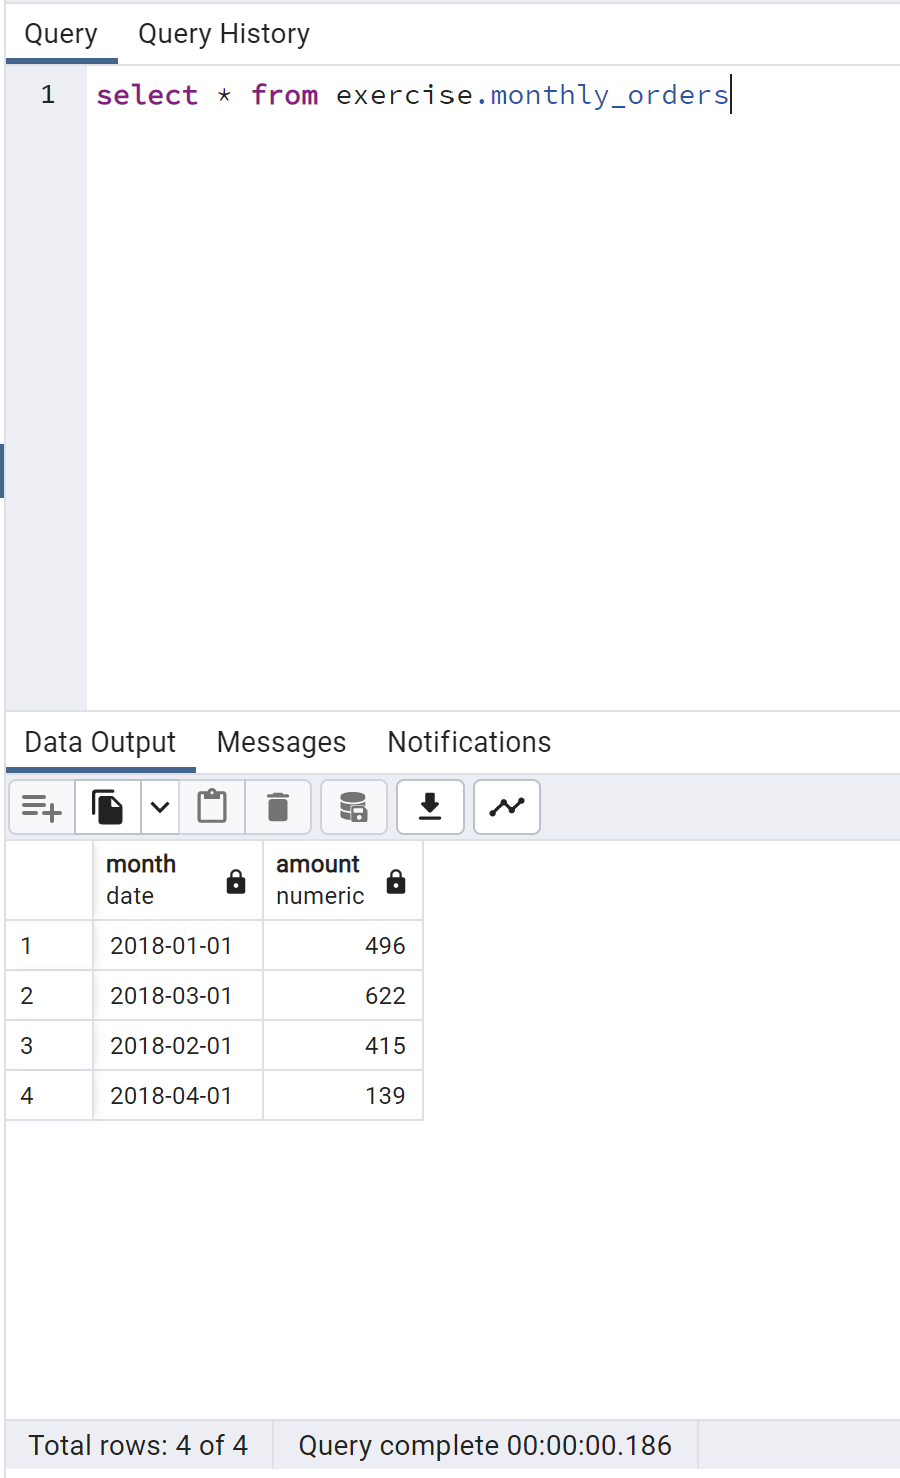 Query Query History
1 select * from exercise.monthly_orders
Data Output Messages Notifications
month amount
date numeric
1 2018-01-01 496
2 2018-03-01 622
3 2018-02-01 415
4 2018-04-01 139
Total rows: 4 of 4 Query complete 00:00:00.186